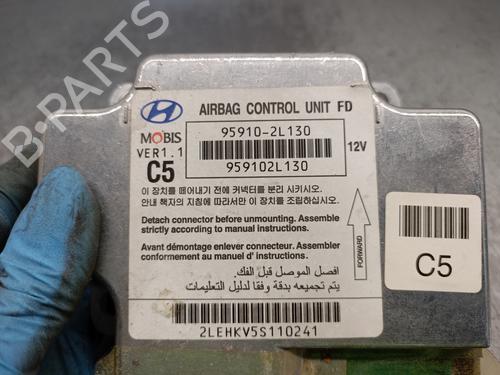 B-PARTS
AIRBAG CONTROL UNIT FD
MOBIS
VER1.1
C5
95910-2L130
959102L130
12V
이 장치를 떼어내기 전에 커넥터를 분리 시키시오.
안내 책자의 지침에 따라서만 이 장치를 조립하십시오.
Detach connector before unmounting. Assemble
strictly according to manual instructions.
Avant démontage enlever connecteur. Assembler
conformement au manuel d' instructions.
افصل الموصل قبل الفك.
يتم تجميعه بدقة وفقا لدليل التعليمات
FORWARD
2LEHKV5S110241
C5